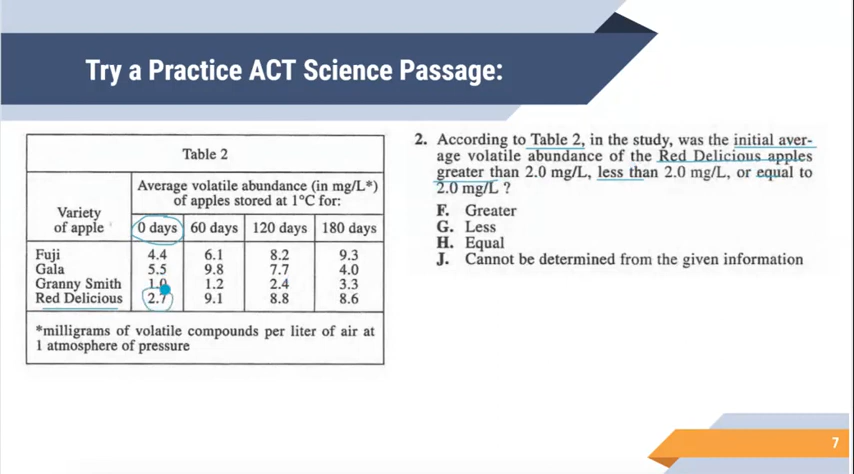 Try a Practice ACT Science Passage:
Table 2
Average volatile abundance (in mg/L*)
of apples stored at 1°C for:
Variety
of apple
0 days 60 days 120 days 180 days
Fuji 4.4 6.1 8.2 9.3
Gala 5.5 9.8 7.7 4.0
Granny Smith 1.2 2.4 3.3
Red Delicious 2.7 9.1 8.8 8.6
*milligrams of volatile compounds per liter of air at
1 atmosphere of pressure
2. According to Table 2, in the study, was the initial aver-
age volatile abundance of the Red Delicious apples
greater than 2.0 mg/L, less than 2.0 mg/L, or equal to
2.0 mg/L ?
F. Greater
G. Less
H. Equal
J. Cannot be determined from the given information
7